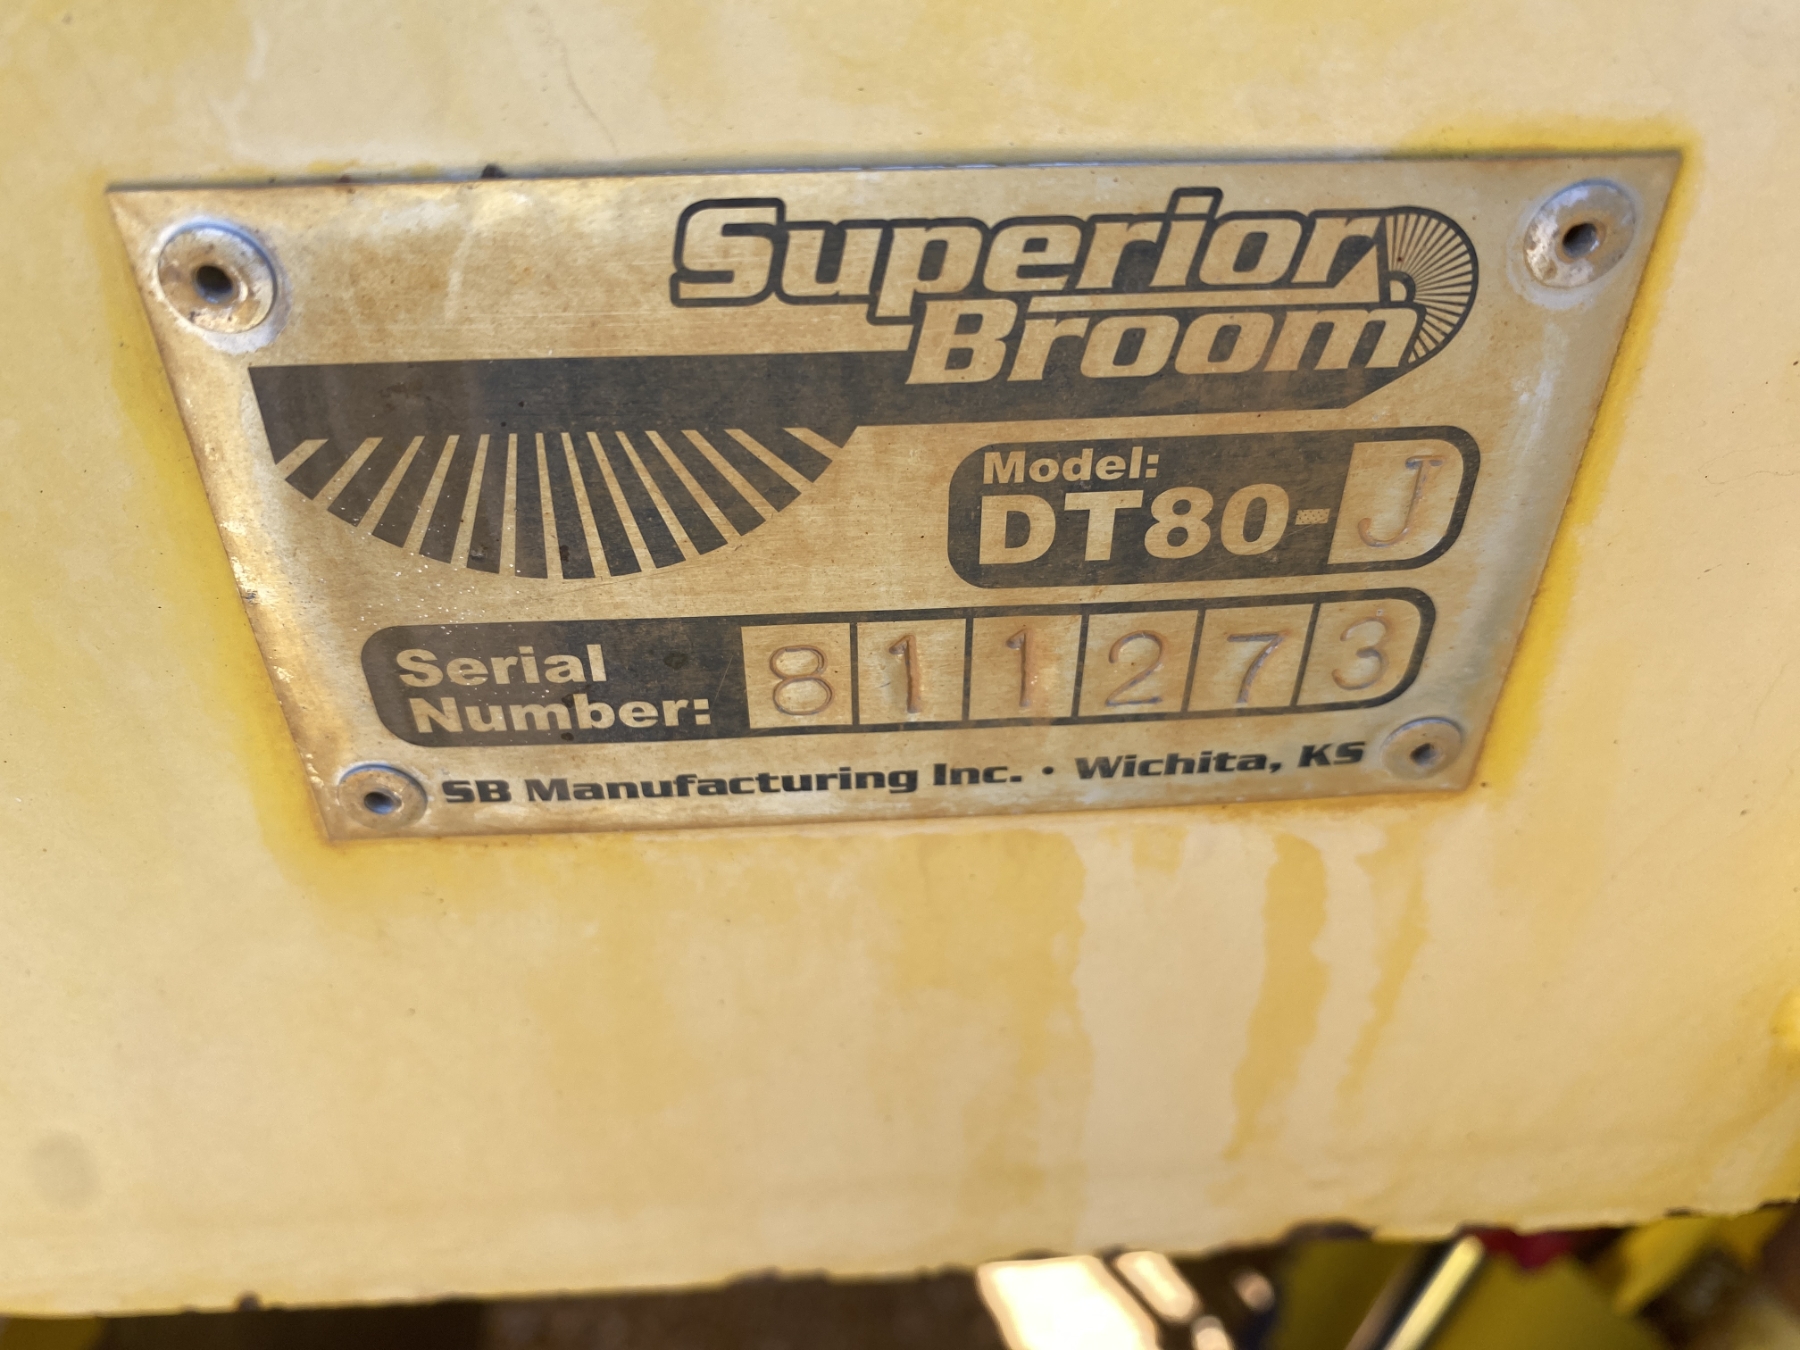 Superior
Broom
Model:
DT80-J
Serial
Number: 811273
SB Manufacturing Inc. • Wichita, KS